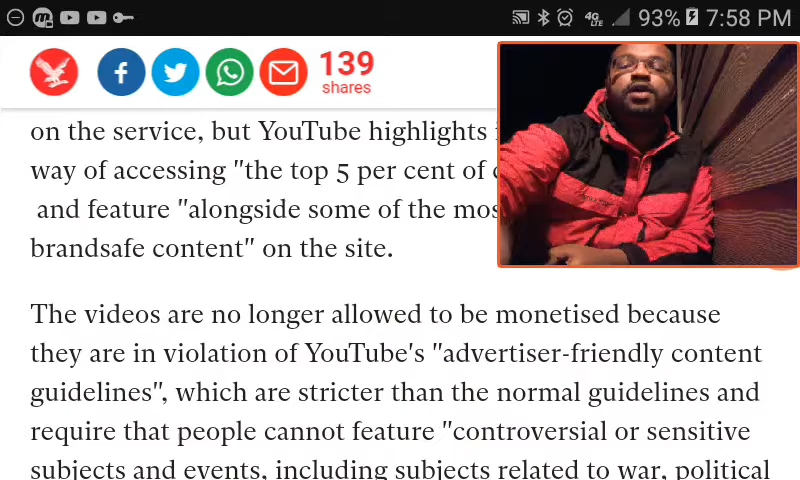 93% 7:58 PM
4G LTE
139
shares
on the service, but YouTube highlights
way of accessing "the top 5 per cent of
and feature "alongside some of the mos
brandsafe content" on the site.
The videos are no longer allowed to be monetised because
they are in violation of YouTube's "advertiser-friendly content
guidelines", which are stricter than the normal guidelines and
require that people cannot feature "controversial or sensitive
subjects and events, including subjects related to war, political